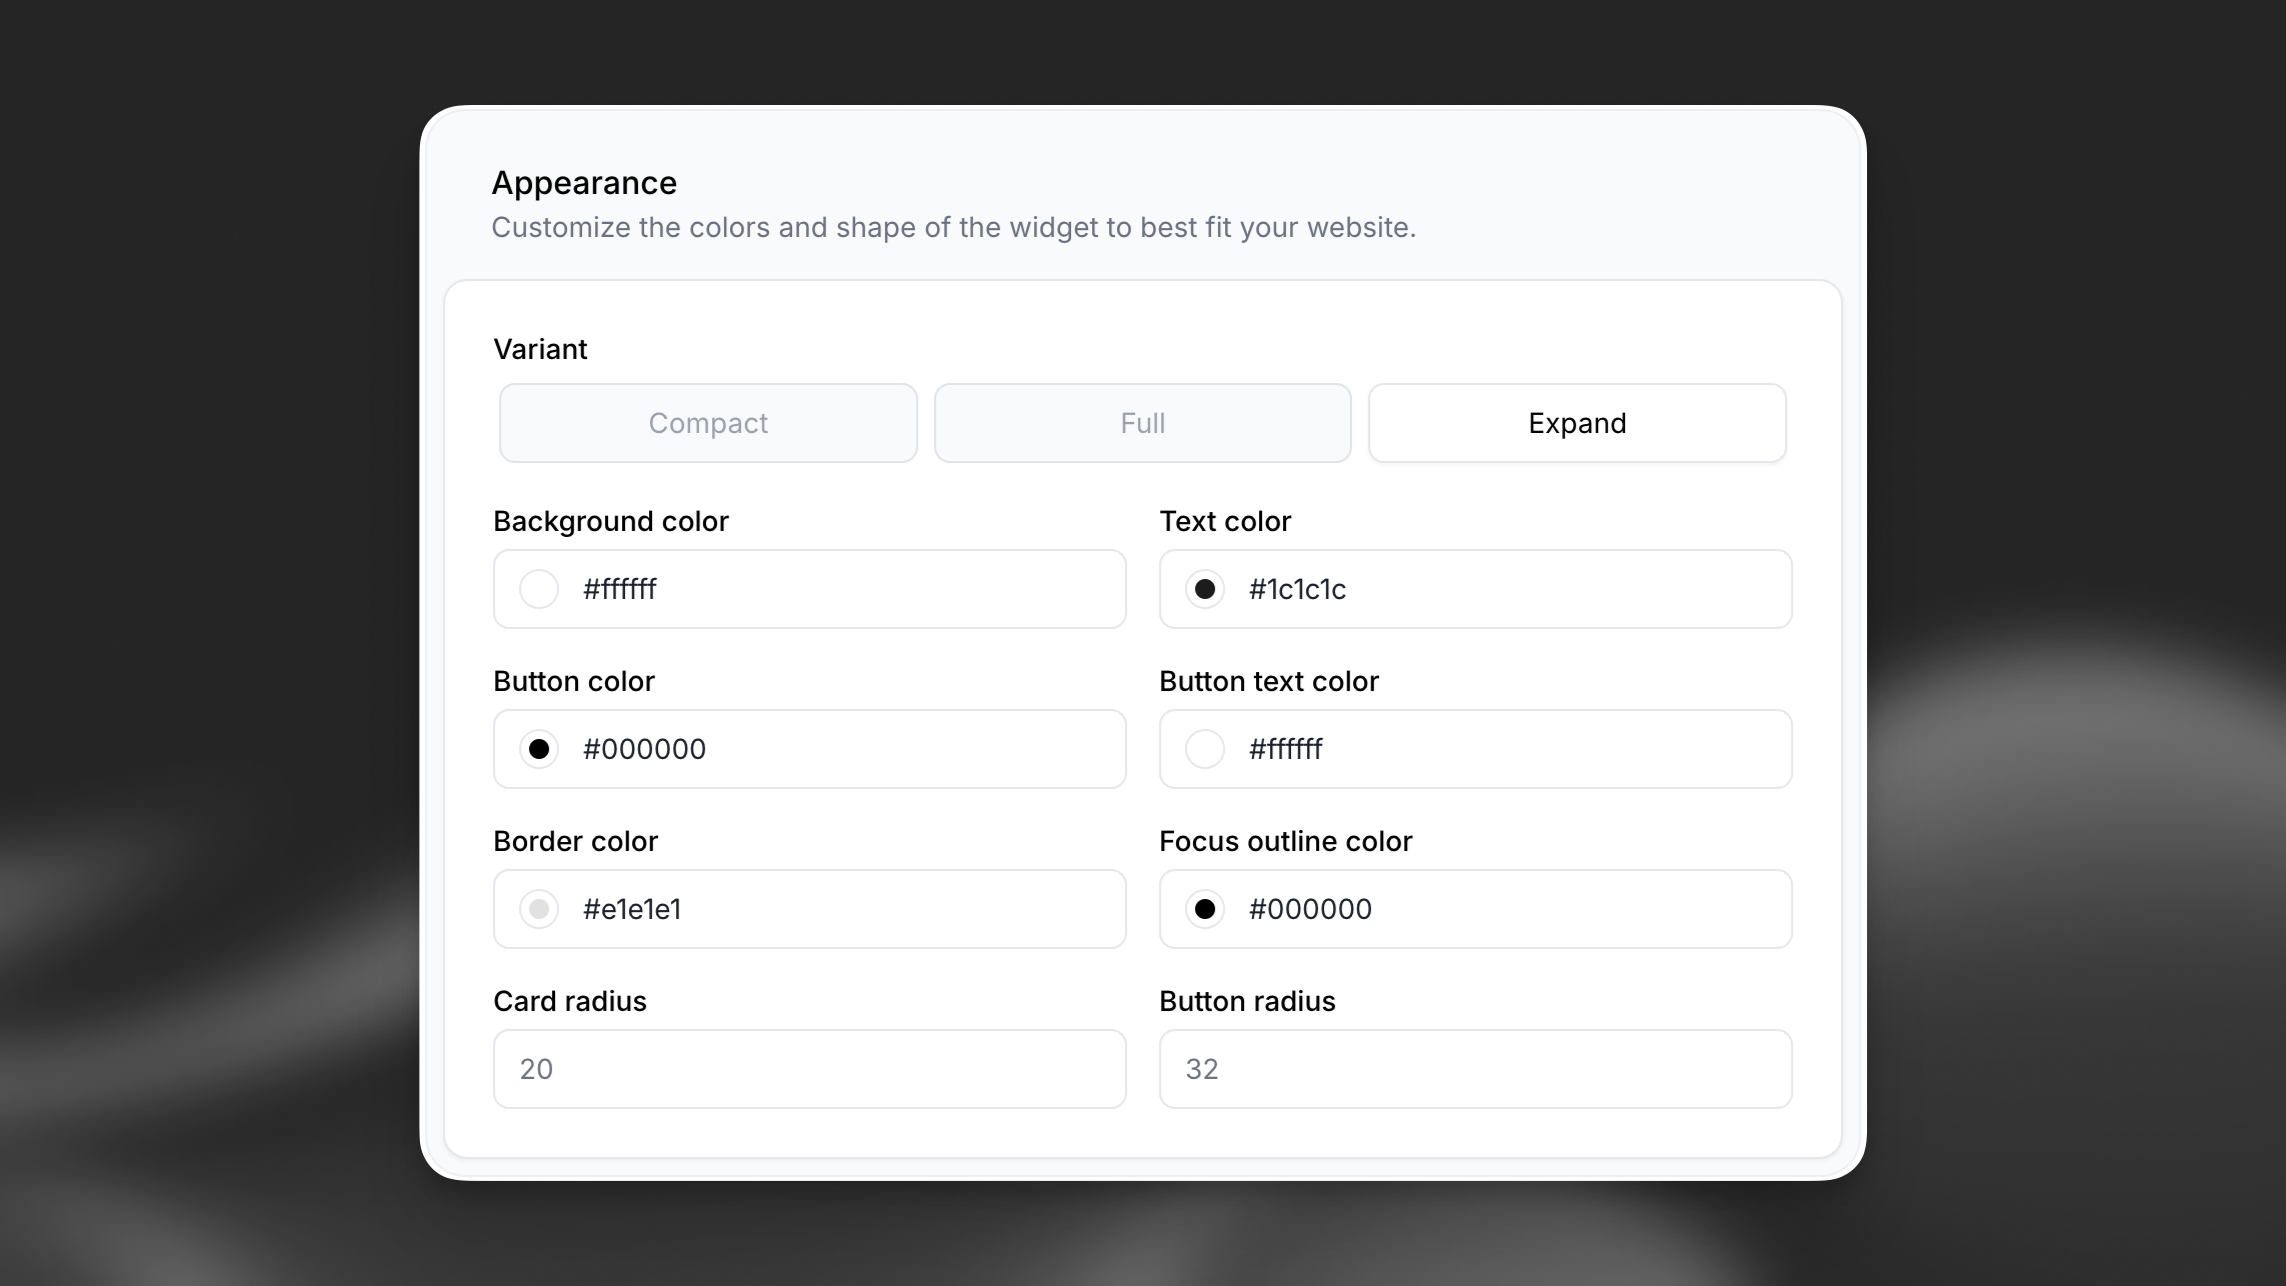 Appearance
Customize the colors and shape of the widget to best fit your website.
Variant
Compact
Full
Expand
Background color
Text color
#ffffff
#1c1c1c
Button color
Button text color
#000000
#ffffff
Border color
Focus outline color
#e1e1e1
#000000
Card radius
Button radius
20
32